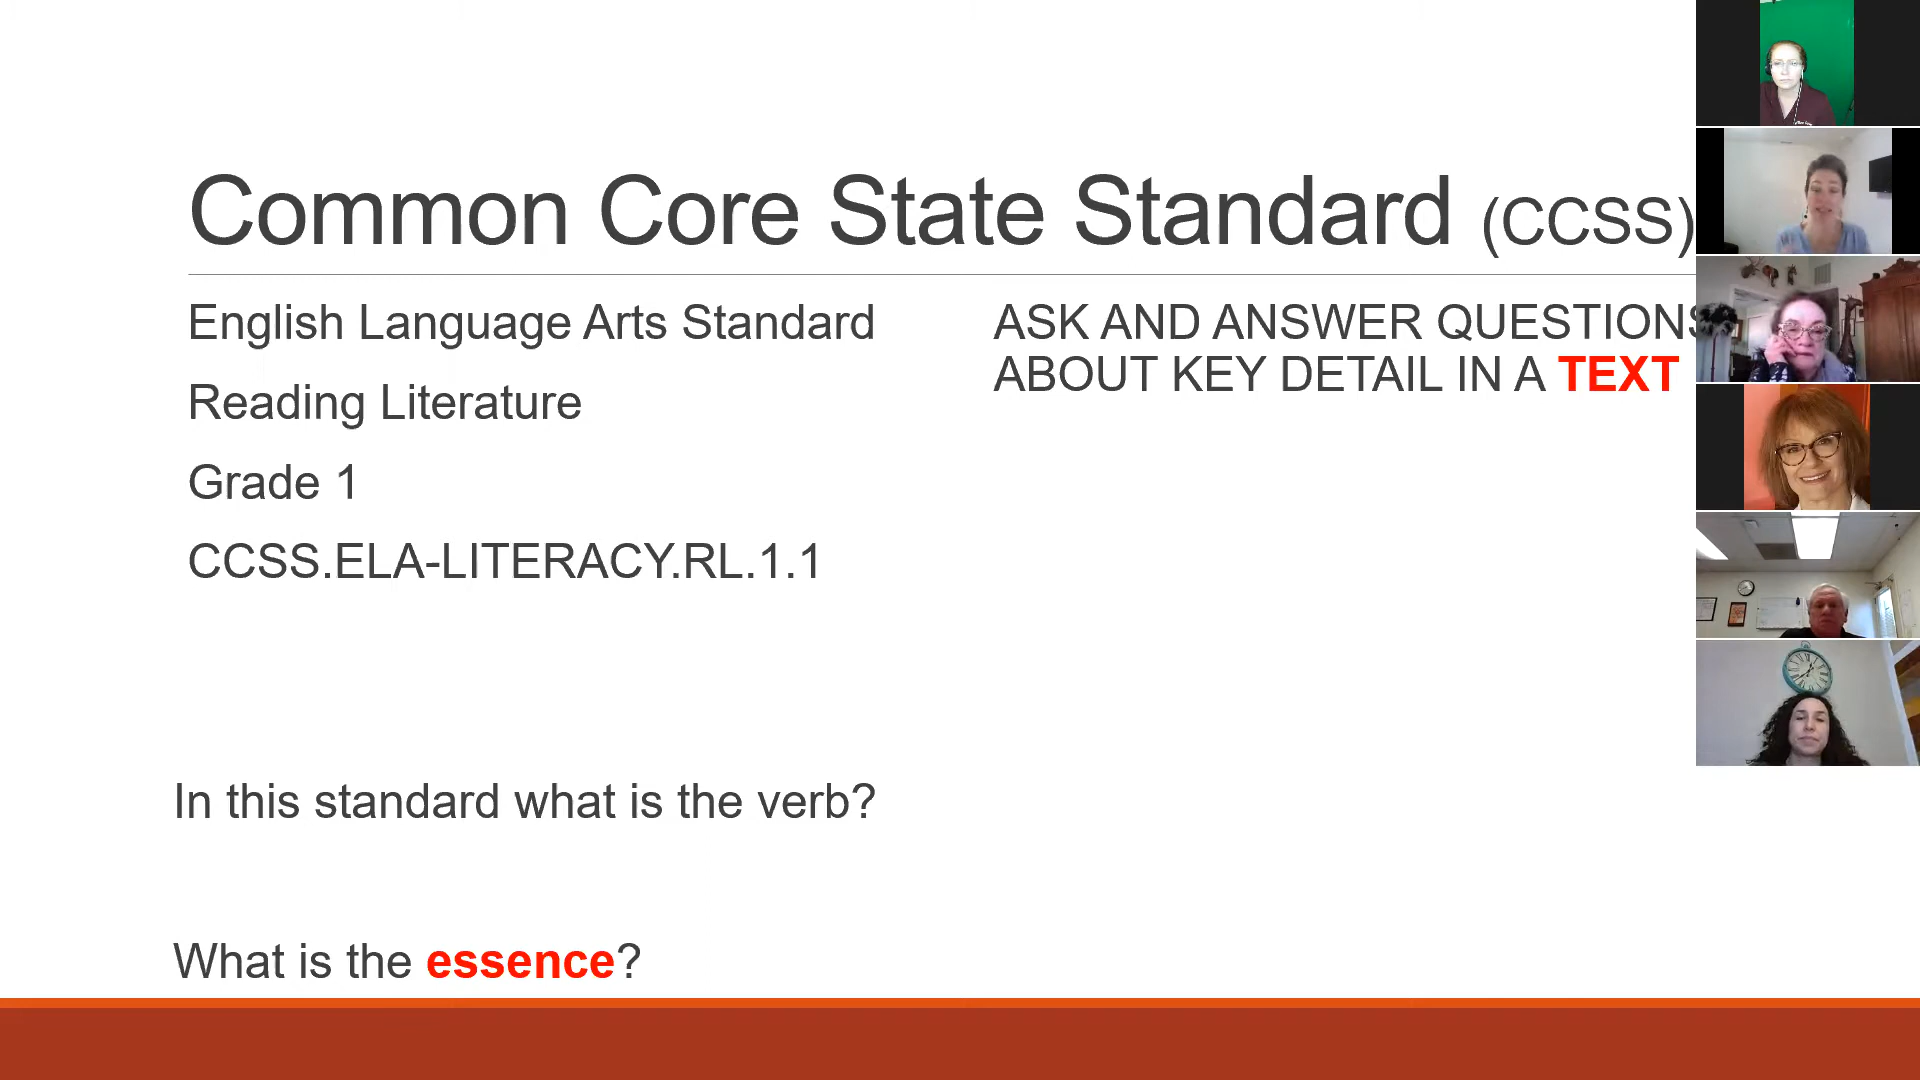 Common Core State Standard (CCSS)
English Language Arts Standard
Reading Literature
Grade 1
CCSS.ELA-LITERACY.RL.1.1
ASK AND ANSWER QUESTIONS
ABOUT KEY DETAIL IN A TEXT
In this standard what is the verb?
What is the essence?